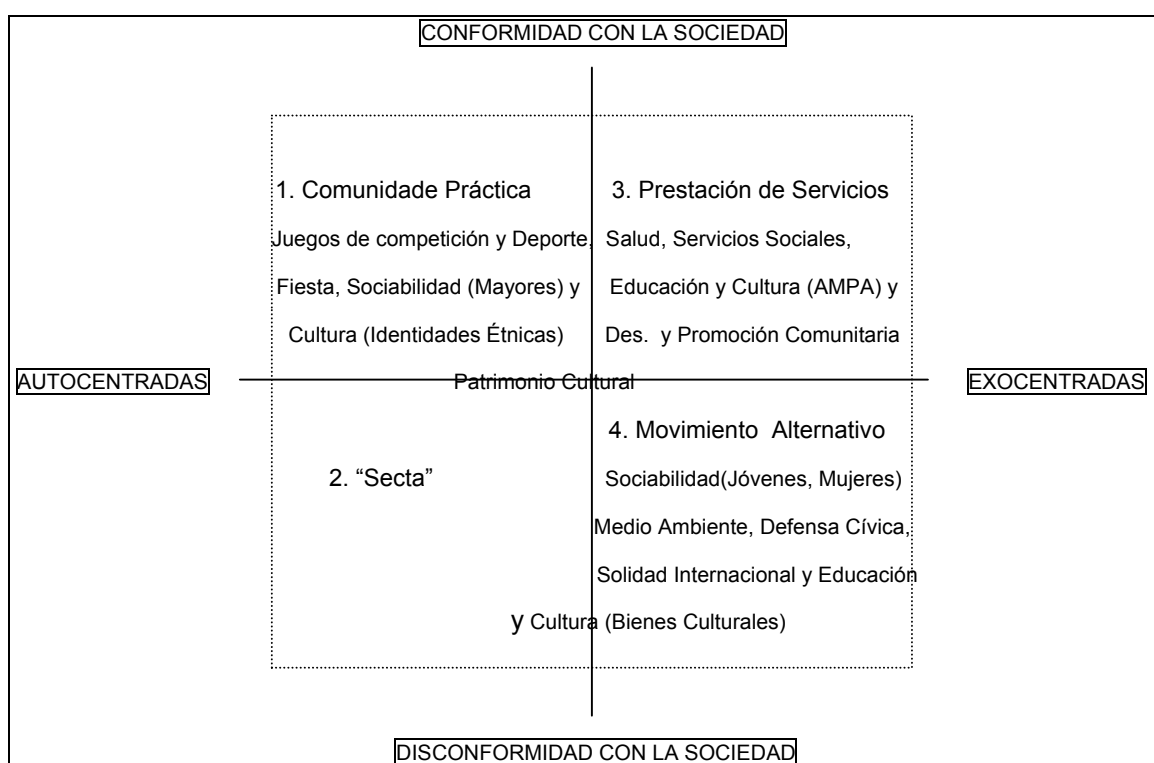 CONFORMIDAD CON LA SOCIEDAD
1. Comunidade Práctica
Juegos de competición y Deporte,
Fiesta, Sociabilidad (Mayores) y
Cultura (Identidades Étnicas)
3. Prestación de Servicios
Salud, Servicios Sociales,
Educación y Cultura (AMPA) y
Des. y Promoción Comunitaria
AUTOCENTRADAS
Patrimonio Cultural
EXOCENTRADAS
2. “Secta”
4. Movimiento Alternativo
Sociabilidad(Jóvenes, Mujeres)
Medio Ambiente, Defensa Cívica,
Solidad Internacional y Educación
y Cultura (Bienes Culturales)
DISCONFORMIDAD CON LA SOCIEDAD